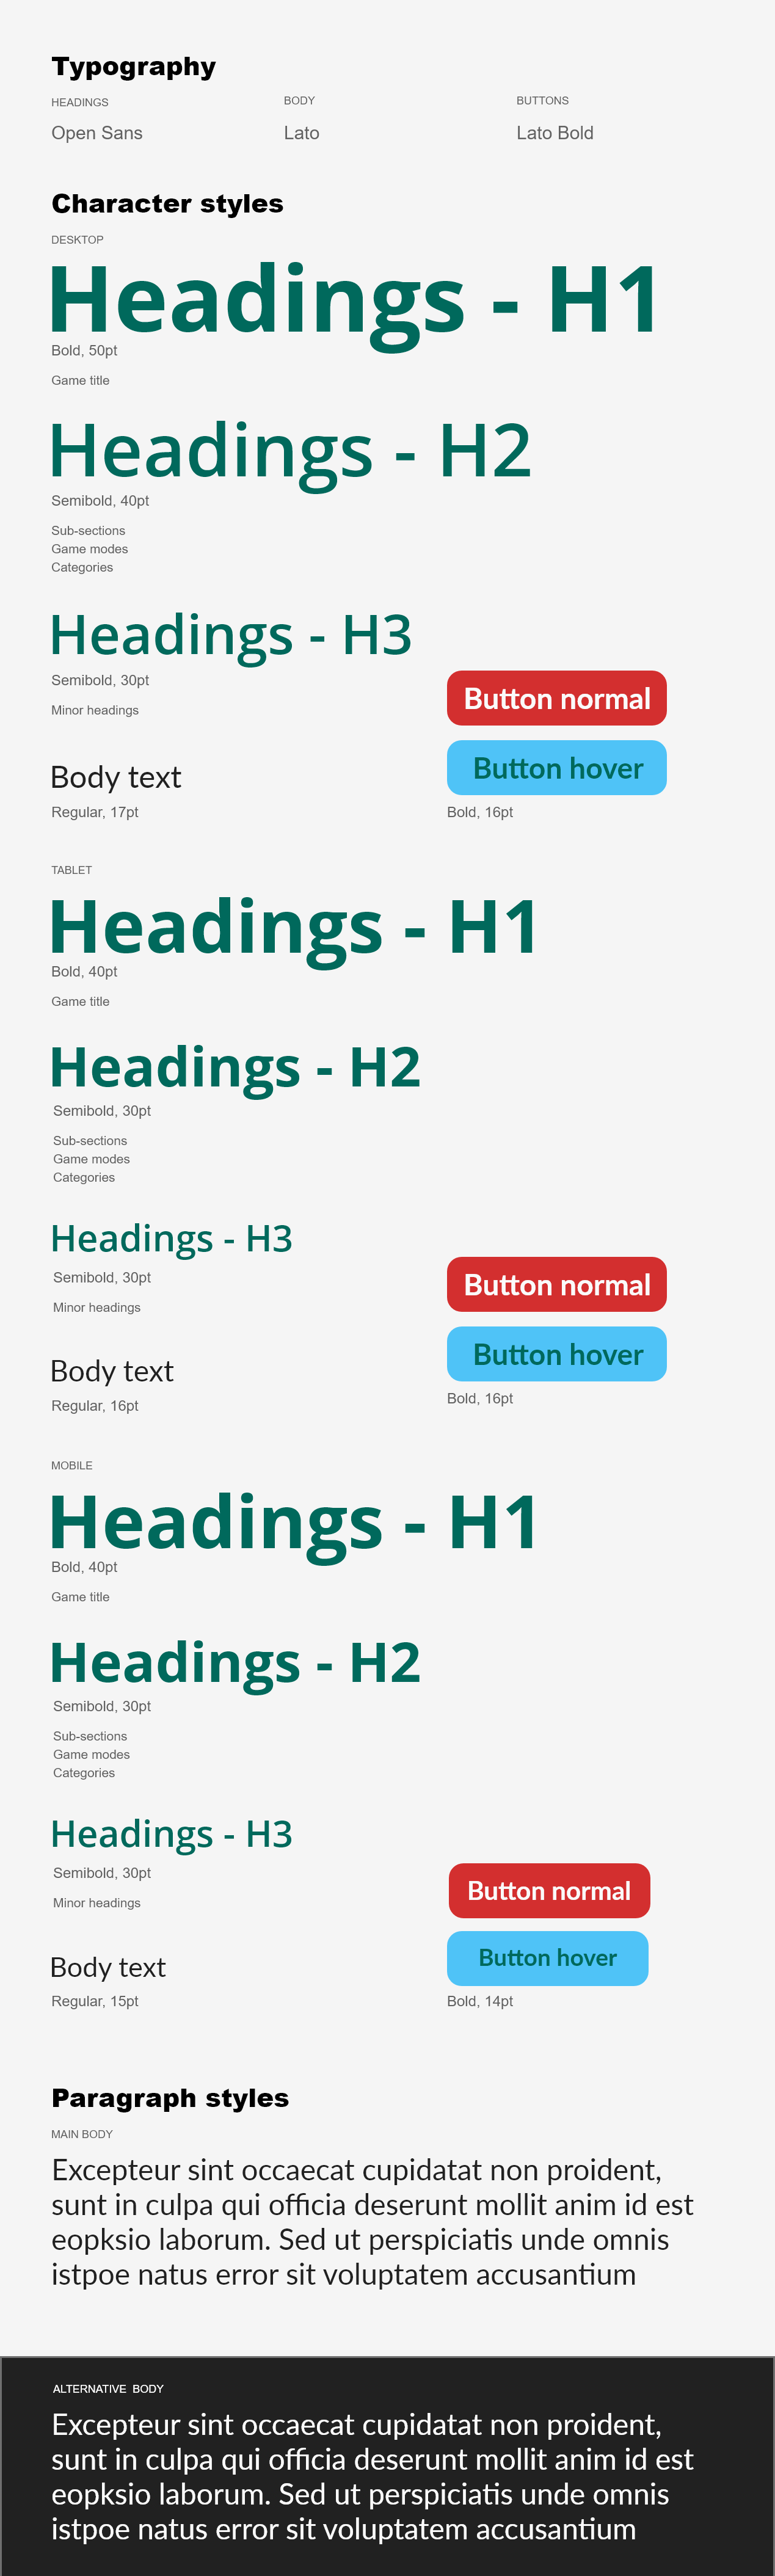 Typography
HEADINGS
BODY
BUTTONS
Open Sans
Lato
Lato Bold
Character styles
DESKTOP
Headings - H1
Bold, 50pt
Game title
Headings - H2
Semibold, 40pt
Sub-sections
Game modes
Categories
Headings - H3
Semibold, 30pt
Minor headings
Button normal
Button hover
Body text
Regular, 17pt
Bold, 16pt
TABLET
Headings - H1
Bold, 40pt
Game title
Headings - H2
Semibold, 30pt
Sub-sections
Game modes
Categories
Headings - H3
Semibold, 30pt
Minor headings
Button normal
Button hover
Body text
Regular, 16pt
Bold, 16pt
MOBILE
Headings - H1
Bold, 40pt
Game title
Headings - H2
Semibold, 30pt
Sub-sections
Game modes
Categories
Headings - H3
Semibold, 30pt
Minor headings
Button normal
Button hover
Body text
Regular, 15pt
Bold, 14pt
Paragraph styles
MAIN BODY
Excepteur sint occaecat cupidatat non proident,
sunt in culpa qui officia deserunt mollit anim id est
eopksio laborum. Sed ut perspiciatis unde omnis
istpoe natus error sit voluptatem accusantium
ALTERNATIVE BODY
Excepteur sint occaecat cupidatat non proident,
sunt in culpa qui officia deserunt mollit anim id est
eopksio laborum. Sed ut perspiciatis unde omnis
istpoe natus error sit voluptatem accusantium